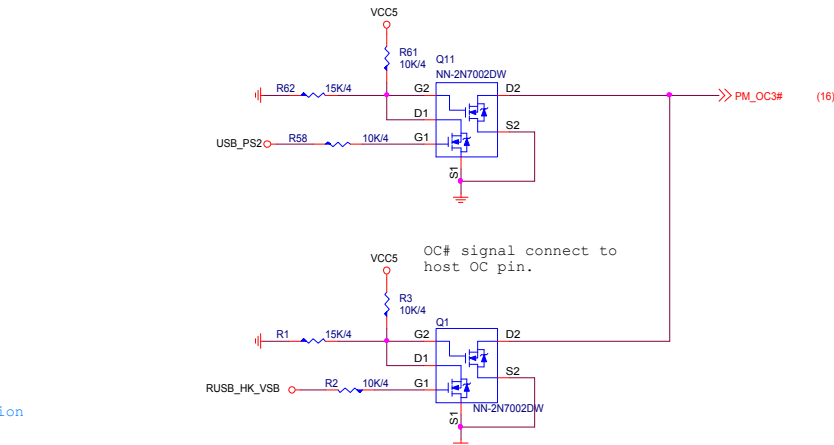 VCC5
R61
10K/4
Q11
NN-2N7002DW
R62 15K/4
G2
D2
PM_OC3# (16)
D1
S2
USB_PS2
R58
10K/4
G1
S1
OC# signal connect to
host OC pin.
VCC5
R3
10K/4
Q1
R1 15K/4
G2
D2
D1
S2
RUSB_HK_VSB
R2 10K/4
G1
S1
NN-2N7002DW
ion